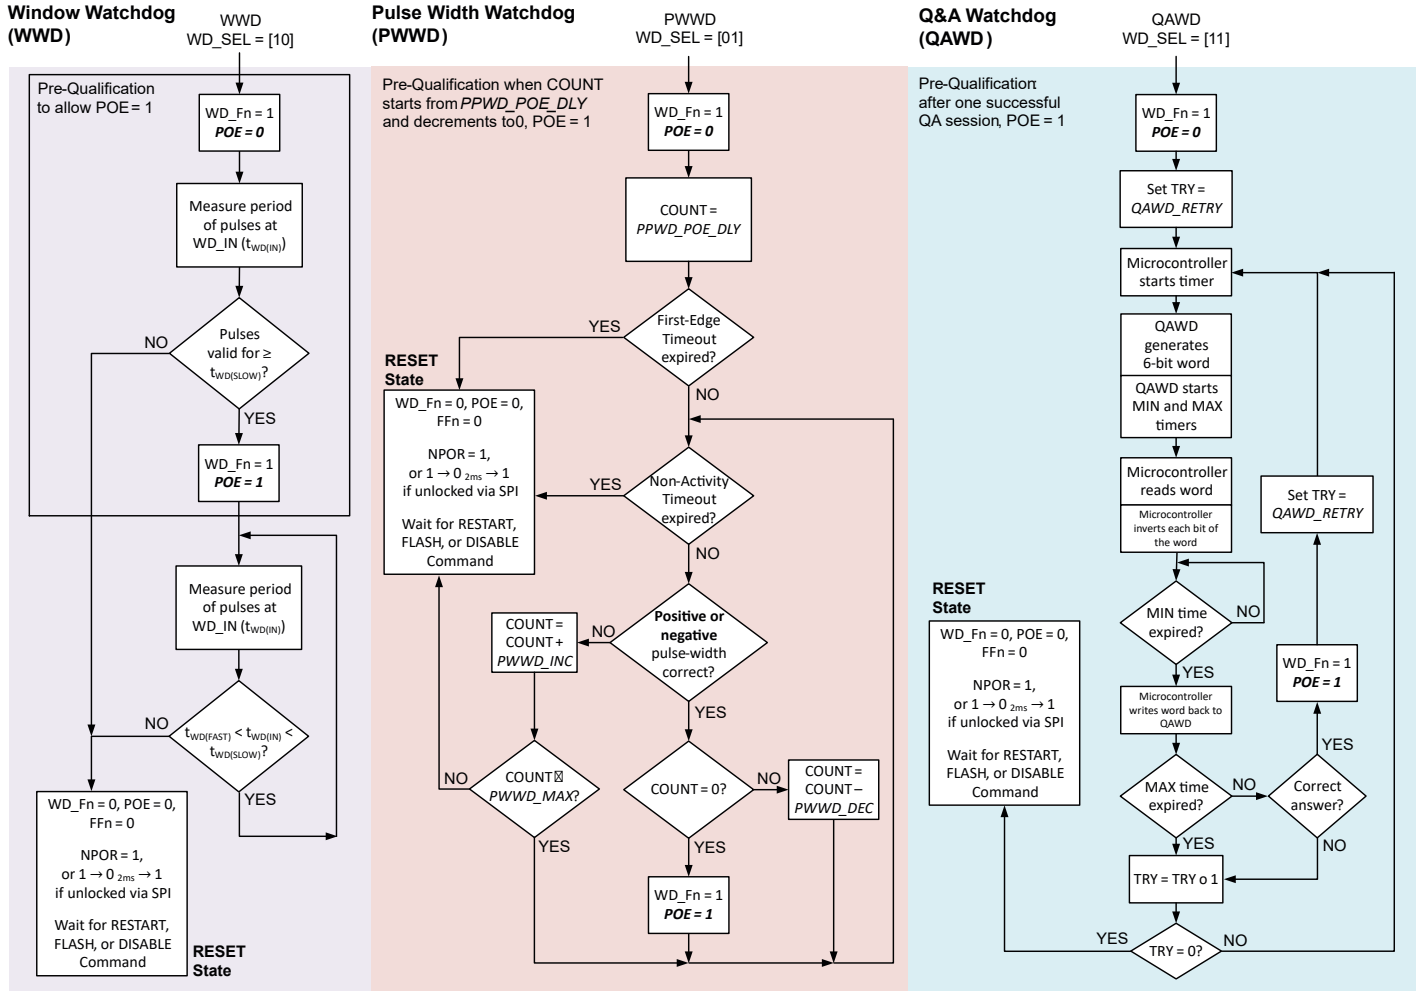 Window Watchdog
(WWD)
WWD
WD_SEL = [10]
Pre-Qualification
to allow POE = 1
WD_Fn = 1
POE = 0
Measure period
of pulses at
WD_IN (tWD(IN))
Pulses
valid for ≥
tWD(SLOW)?
NO
YES
WD_Fn = 1
POE = 1
Measure period
of pulses at
WD_IN (tWD(IN))
tWD(FAST) < tWD(IN) <
tWD(SLOW)?
NO
YES
WD_Fn = 0, POE = 0,
FFn = 0
NPOR = 1,
or 1 → 0 2ms → 1
if unlocked via SPI
Wait for RESTART,
FLASH, or DISABLE
Command
RESET
State
Pulse Width Watchdog
(PWWD)
PWWD
WD_SEL = [01]
Pre-Qualification when COUNT
starts from PPWD_POE_DLY
and decrements to0, POE = 1
WD_Fn = 1
POE = 0
COUNT =
PPWD_POE_DLY
First-Edge
Timeout
expired?
YES
NO
RESET
State
WD_Fn = 0, POE = 0,
FFn = 0
NPOR = 1,
or 1 → 0 2ms → 1
if unlocked via SPI
Wait for RESTART,
FLASH, or DISABLE
Command
Non-Activity
Timeout
expired?
YES
NO
Positive or
negative
pulse-width
correct?
NO
YES
COUNT =
COUNT +
PWWD_INC
COUNT
PWWD_MAX?
NO
YES
COUNT = 0?
NO
YES
COUNT =
COUNT –
PWWD_DEC
WD_Fn = 1
POE = 1
Q&A Watchdog
(QAWD)
QAWD
WD_SEL = [11]
Pre-Qualification:
after one successful
QA session, POE = 1
WD_Fn = 1
POE = 0
Set TRY =
QAWD_RETRY
Microcontroller
starts timer
QAWD
generates
6-bit word
QAWD starts
MIN and MAX
timers
Microcontroller
reads word
Microcontroller
inverts each bit of
the word
MIN time
expired?
NO
YES
Microcontroller
writes word back to
QAWD
MAX time
expired?
NO
YES
Correct
answer?
YES
NO
WD_Fn = 1
POE = 1
Set TRY =
QAWD_RETRY
TRY = TRY o 1
TRY = 0?
YES
NO
RESET
State
WD_Fn = 0, POE = 0,
FFn = 0
NPOR = 1,
or 1 → 0 2ms → 1
if unlocked via SPI
Wait for RESTART,
FLASH, or DISABLE
Command